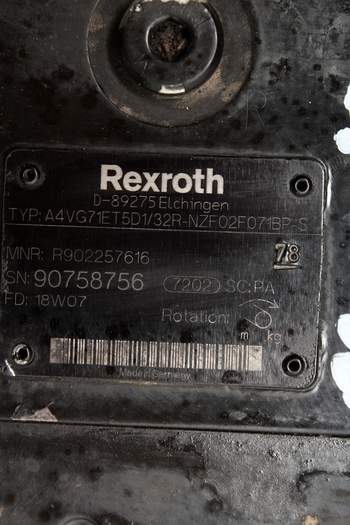 Rexroth
D-89275 Elchingen
TYP: A4VG71ET5D1/32R-NZF02F071BP-S
MNR: R902257616
78
SN: 90758756 7202 SC: PA
FD: 18W07
Rotation:
m kg
Made in Germany